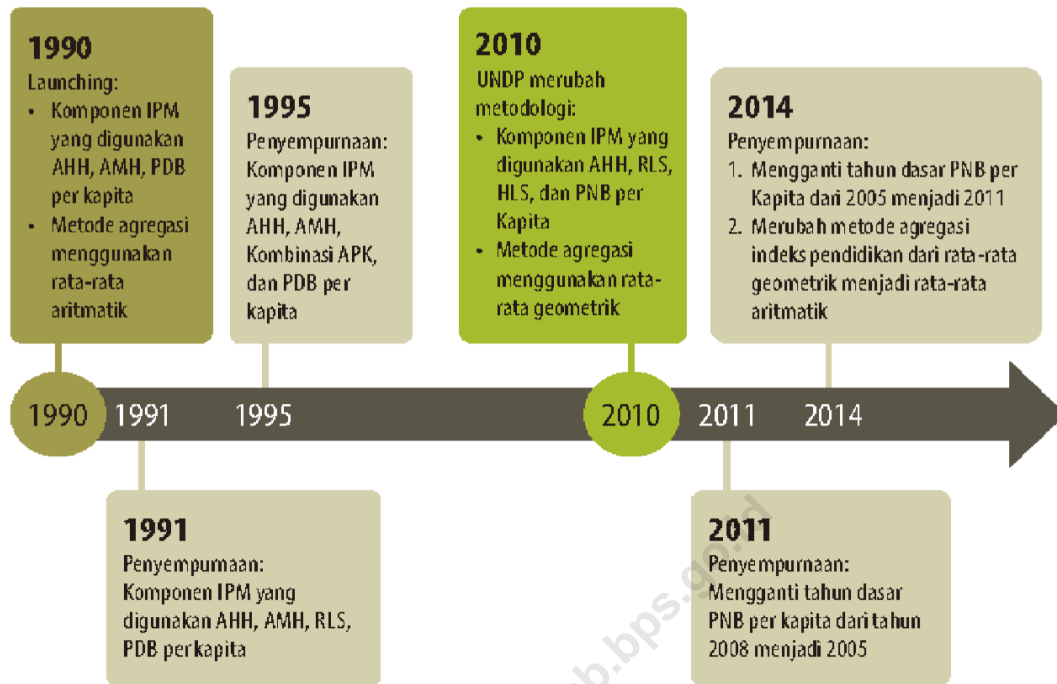 1990
Launching:
• Komponen IPM
yang digunakan
AHH, AMH, PDB
per kapita
• Metode agregasi
menggunakan
rata-rata
aritmatik
1995
Penyempurnaan:
Komponen IPM
yang digunakan
AHH, AMH,
Kombinasi APK,
dan PDB per
kapita
2010
UNDP merubah
metodologi:
• Komponen IPM yang
digunakan AHH, RLS,
HLS, dan PNB per
Kapita
• Metode agregasi
menggunakan rata-
rata geometrik
2014
Penyempurnaan:
1. Mengganti tahun dasar PNB per
Kapita dari 2005 menjadi 2011
2. Merubah metode agregasi
indeks pendidikan dari rata-rata
geometrik menjadi rata-rata
aritmatik
1990 1991 1995 2010 2011 2014
1991
Penyempurnaan:
Komponen IPM yang
digunakan AHH, AMH, RLS,
PDB perkapita
2011
Penyempurnaan:
Mengganti tahun dasar
PNB per kapita dari tahun
2008 menjadi 2005
b.bps.go.id